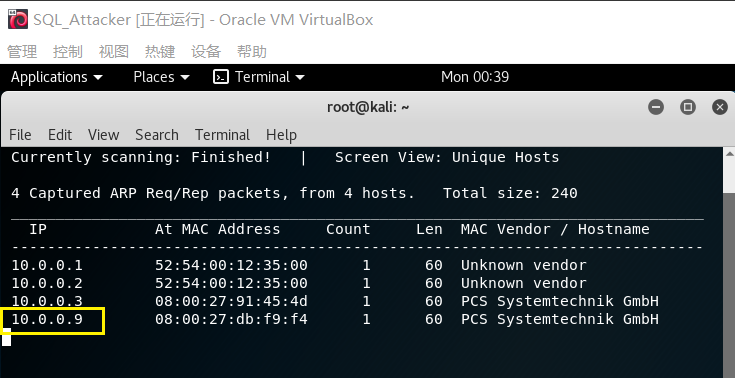 SQL_Attacker [正在运行] - Oracle VM VirtualBox
管理 控制 视图 热键 设备 帮助
Applications Places Terminal Mon 00:39
root@kali: ~
File Edit View Search Terminal Help
Currently scanning: Finished! | Screen View: Unique Hosts
4 Captured ARP Req/Rep packets, from 4 hosts. Total size: 240
_____________________________________________________________________________
IP At MAC Address Count Len MAC Vendor / Hostname
-----------------------------------------------------------------------------
10.0.0.1 52:54:00:12:35:00 1 60 Unknown vendor
10.0.0.2 52:54:00:12:35:00 1 60 Unknown vendor
10.0.0.3 08:00:27:91:45:4d 1 60 PCS Systemtechnik GmbH
10.0.0.9 08:00:27:db:f9:f4 1 60 PCS Systemtechnik GmbH